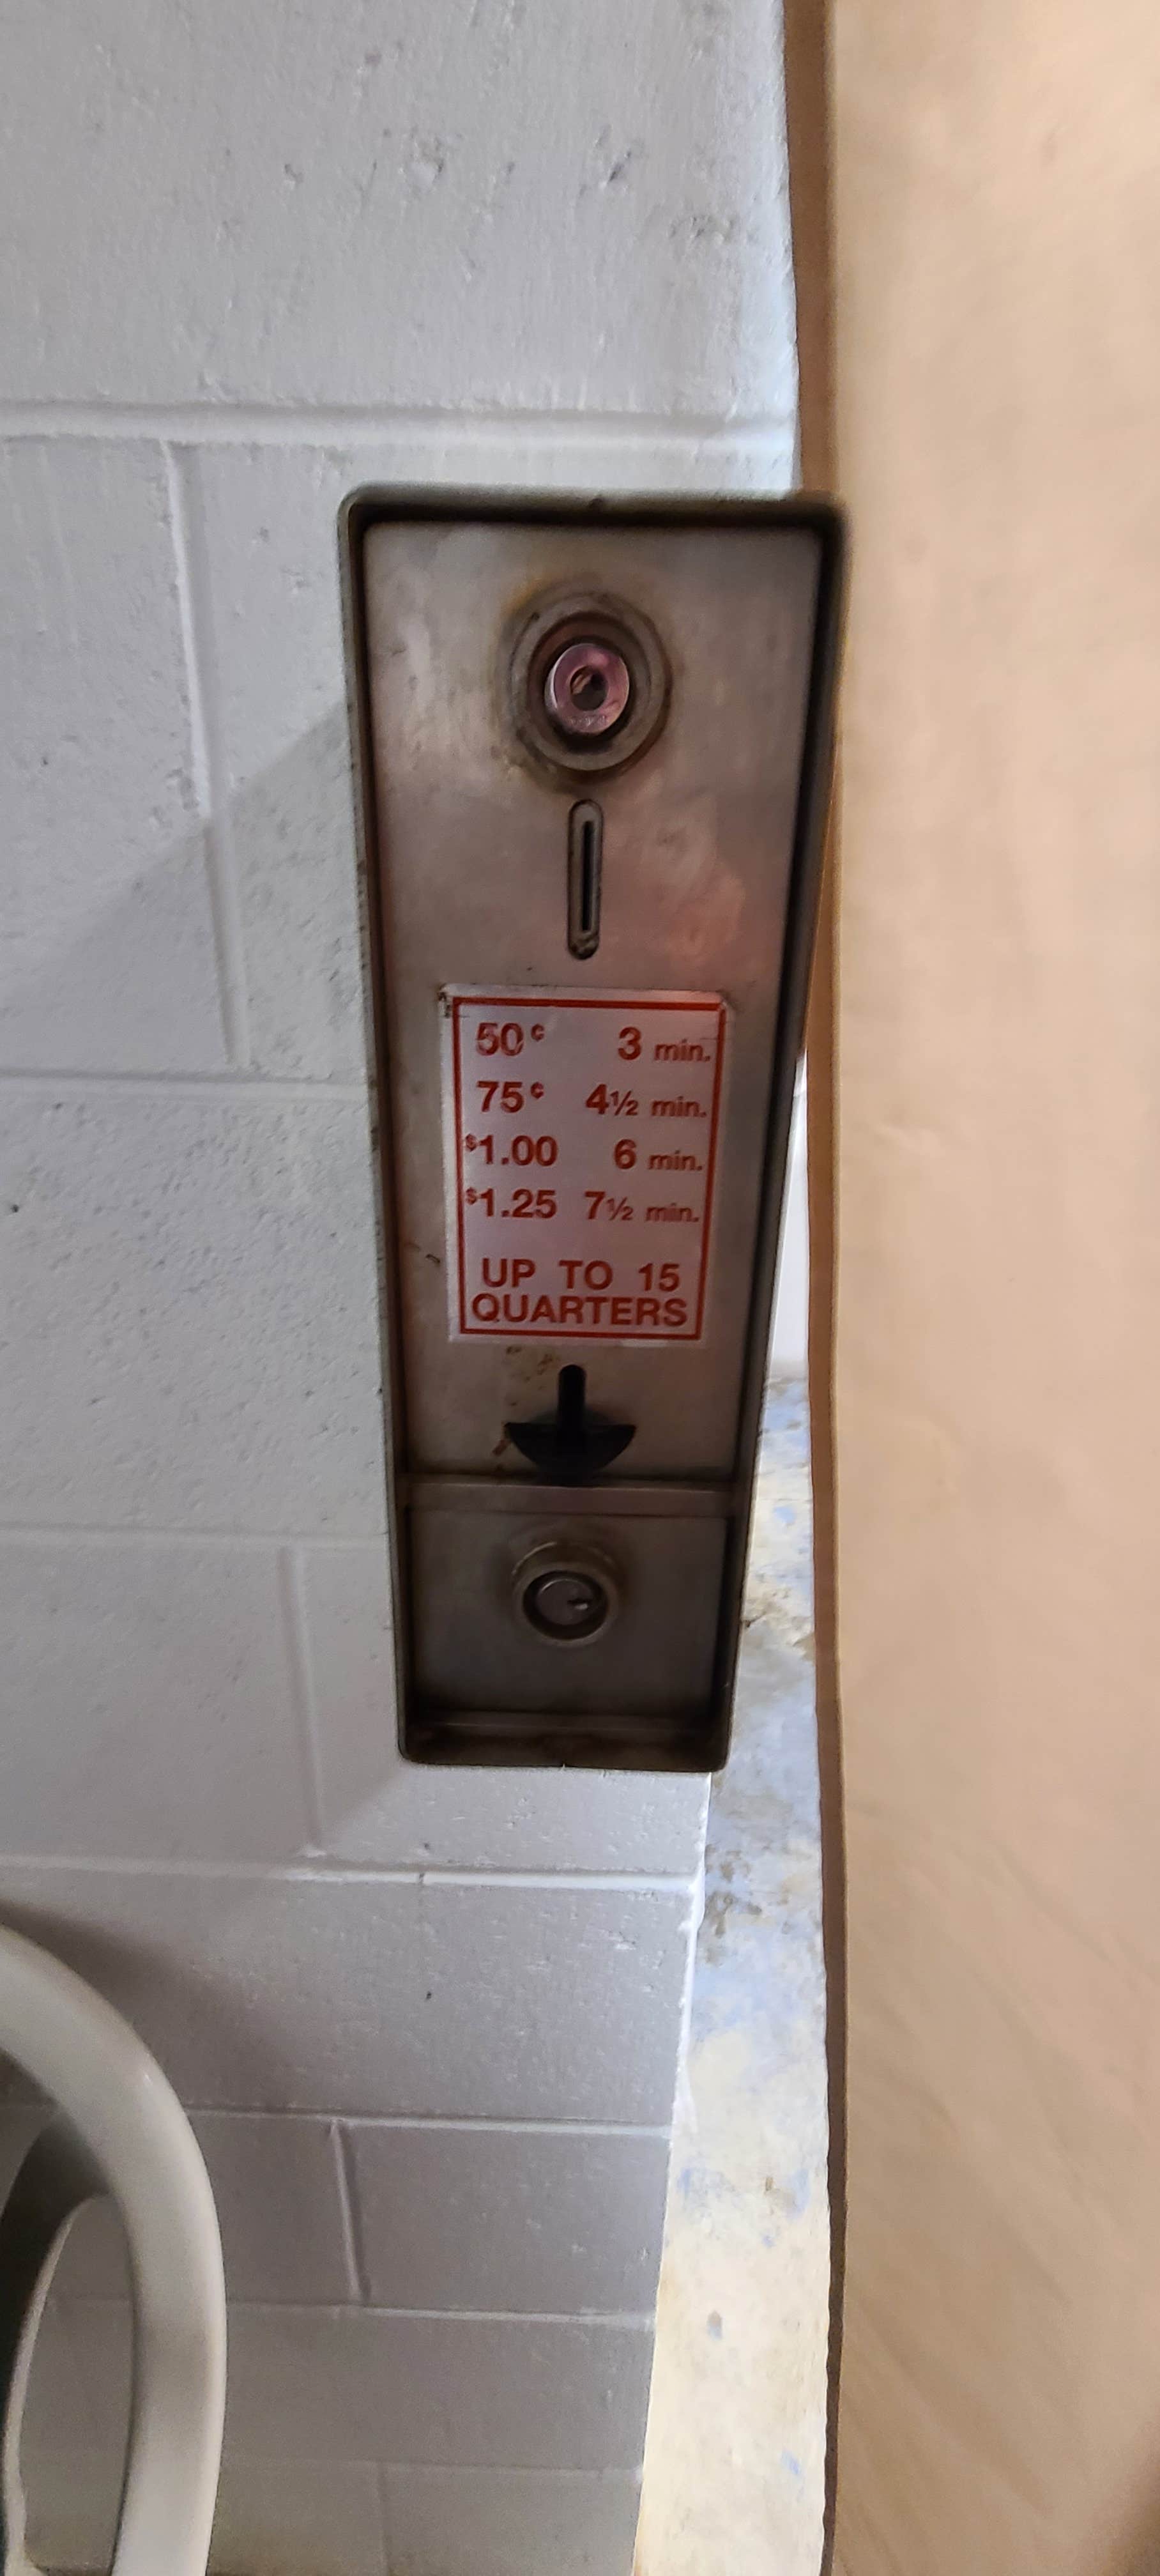 50¢ 3 min.
75¢ 4½ min.
$1.00 6 min.
$1.25 7½ min.
UP TO 15
QUARTERS